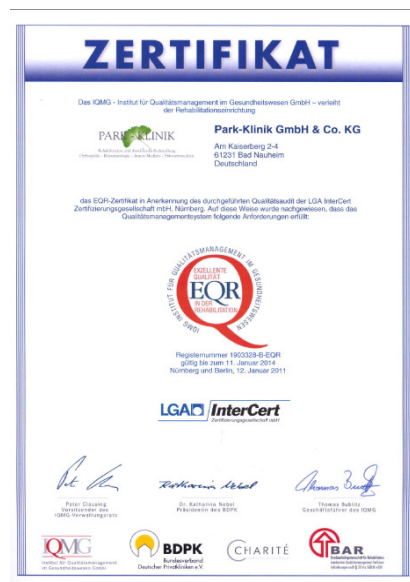 ZERTIFIKAT
Das IQMG - Institut für Qualitätsmanagement im Gesundheitswesen GmbH – verleiht
der Rehabilitationseinrichtung
PARK-KLINIK
Park-Klinik GmbH & Co. KG
Am Kaiserberg 2-4
61231 Bad Nauheim
Deutschland
das EQR-Zertifikat in Anerkennung des durchgeführten Qualitätsaudit der LGA InterCert
Zertifizierungsgesellschaft mbH, Nürnberg. Auf diese Weise wurde nachgewiesen, dass das
Qualitätsmanagementsystem folgende Anforderungen erfüllt:
IQMG INSTITUT FÜR QUALITÄTSMANAGEMENT IM GESUNDHEITSWESEN
EXZELLENTE
QUALITÄT
EQR
IN DER
REHABILITATION
Registernummer 1903328-B-EQR
gültig bis zum 11. Januar 2014
Nürnberg und Berlin, 12. Januar 2011
LGA InterCert
Zertifizierungsgesellschaft mbH
Peter Clausing
Vorsitzender des
IQMG-Verwaltungsrats
Dr. Katharina Nebel
Präsidentin des BDPK
Thomas Bublitz
Geschäftsführer des IQMG
IQMG
Institut für Qualitätsmanagement
im Gesundheitswesen GmbH
BDPK
Bundesverband
Deutscher Privatkliniken e.V.
CHARITÉ
BAR